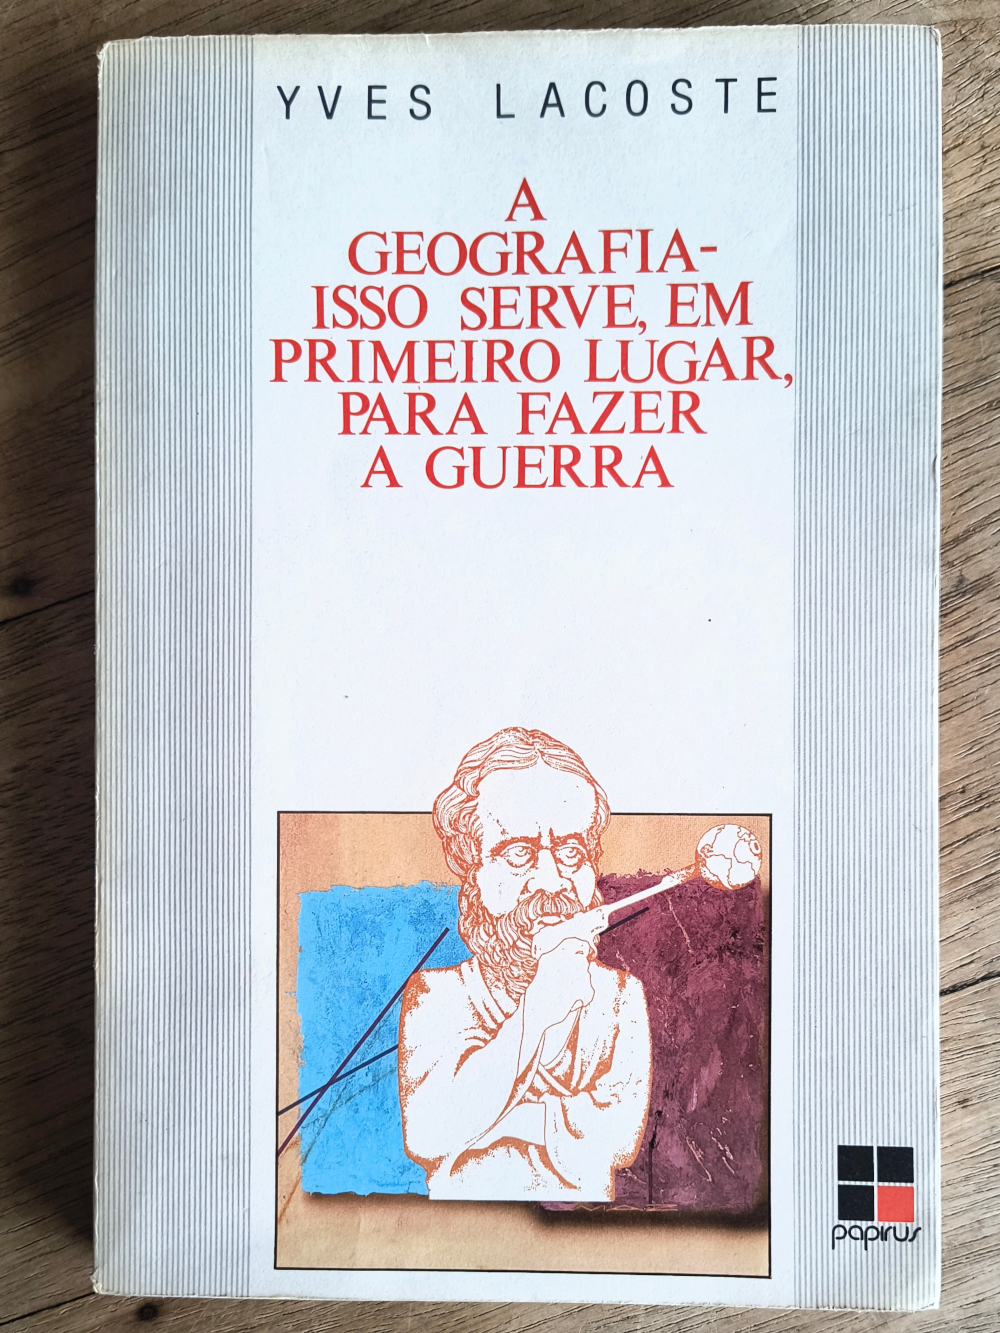 YVES LACOSTE
A
GEOGRAFIA-
ISSO SERVE, EM
PRIMEIRO LUGAR,
PARA FAZER
A GUERRA
papirus